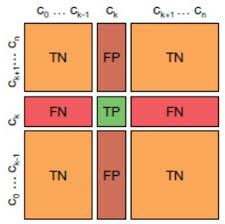 C0 ... Ck-1 Ck Ck+1 ... Cn
Ck+1... Cn
TN FP TN
Ck
FN TP FN
C0 ... Ck-1
TN FP TN